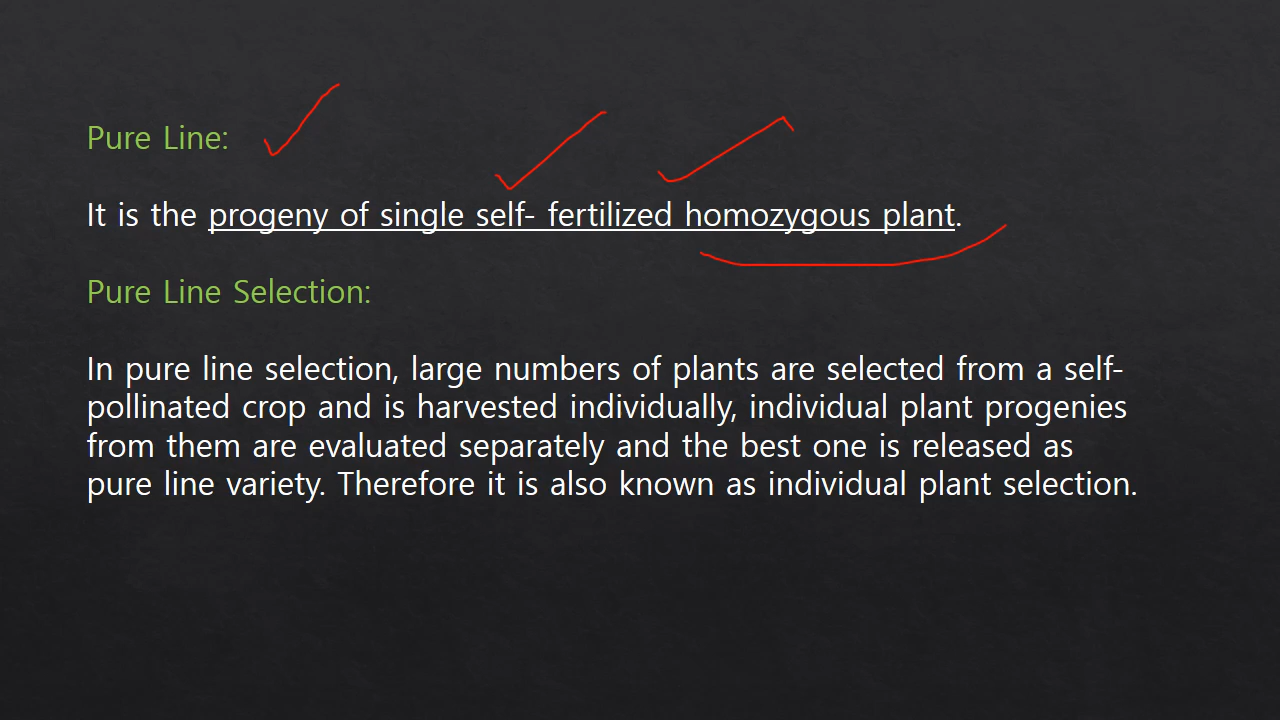 Pure Line:
It is the progeny of single self- fertilized homozygous plant.
Pure Line Selection:
In pure line selection, large numbers of plants are selected from a self-
pollinated crop and is harvested individually, individual plant progenies
from them are evaluated separately and the best one is released as
pure line variety. Therefore it is also known as individual plant selection.